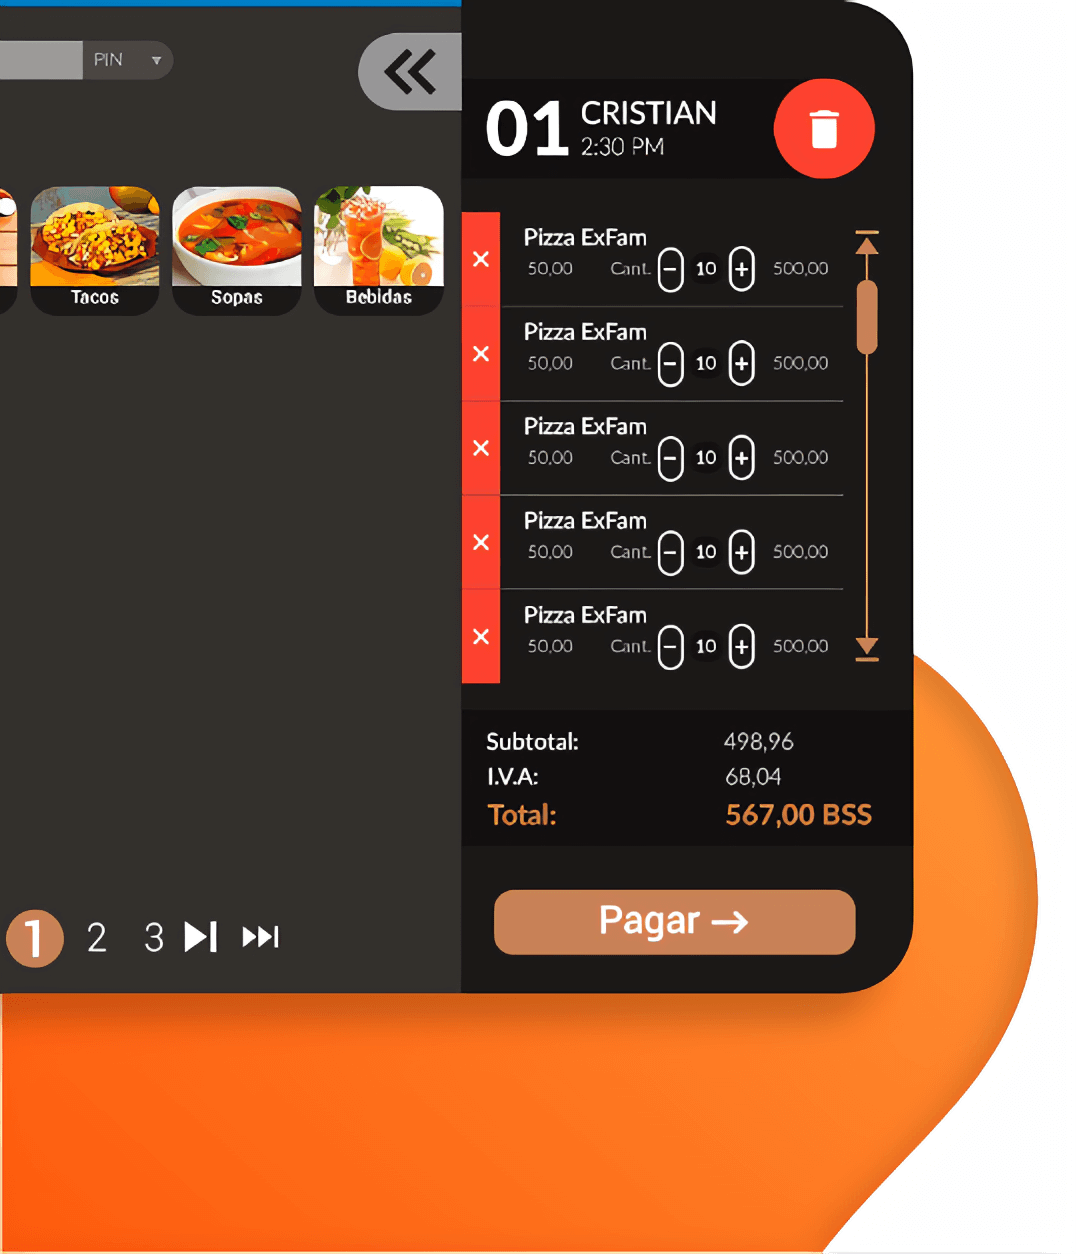 PIN
01 CRISTIAN
2:30 PM
Tacos
Sopas
Bebidas
Pizza ExFam
50,00 Cant. − 10 + 500,00
Pizza ExFam
50,00 Cant. − 10 + 500,00
Pizza ExFam
50,00 Cant. − 10 + 500,00
Pizza ExFam
50,00 Cant. − 10 + 500,00
Pizza ExFam
50,00 Cant. − 10 + 500,00
Subtotal: 498,96
I.V.A: 68,04
Total: 567,00 BSS
1 2 3
Pagar →